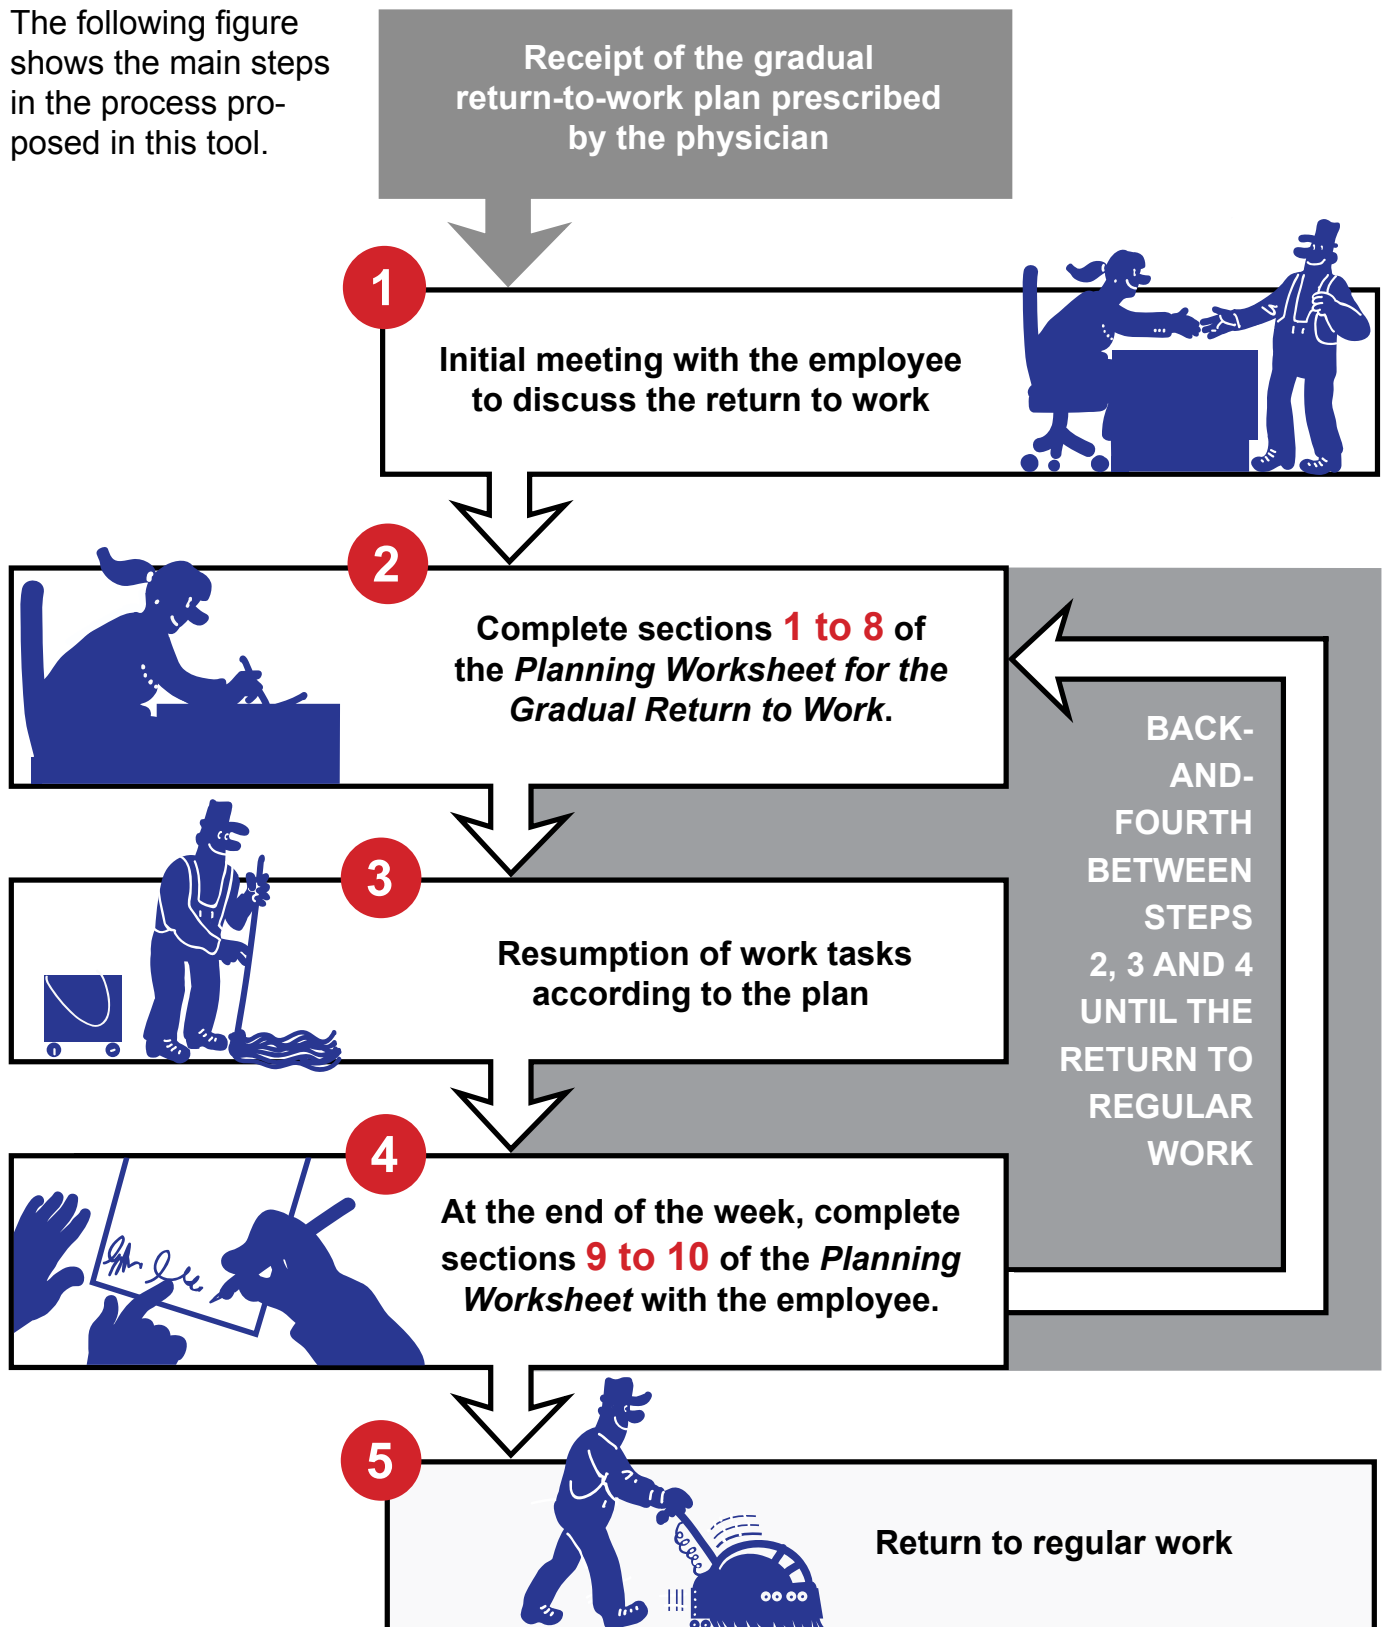 The following figure
shows the main steps
in the process pro-
posed in this tool.
Receipt of the gradual
return-to-work plan prescribed
by the physician
1
Initial meeting with the employee
to discuss the return to work
2
Complete sections 1 to 8 of
the Planning Worksheet for the
Gradual Return to Work.
BACK-
AND-
FOURTH
BETWEEN
STEPS
2, 3 AND 4
UNTIL THE
RETURN TO
REGULAR
WORK
3
Resumption of work tasks
according to the plan
4
At the end of the week, complete
sections 9 to 10 of the Planning
Worksheet with the employee.
5
Return to regular work
!!!